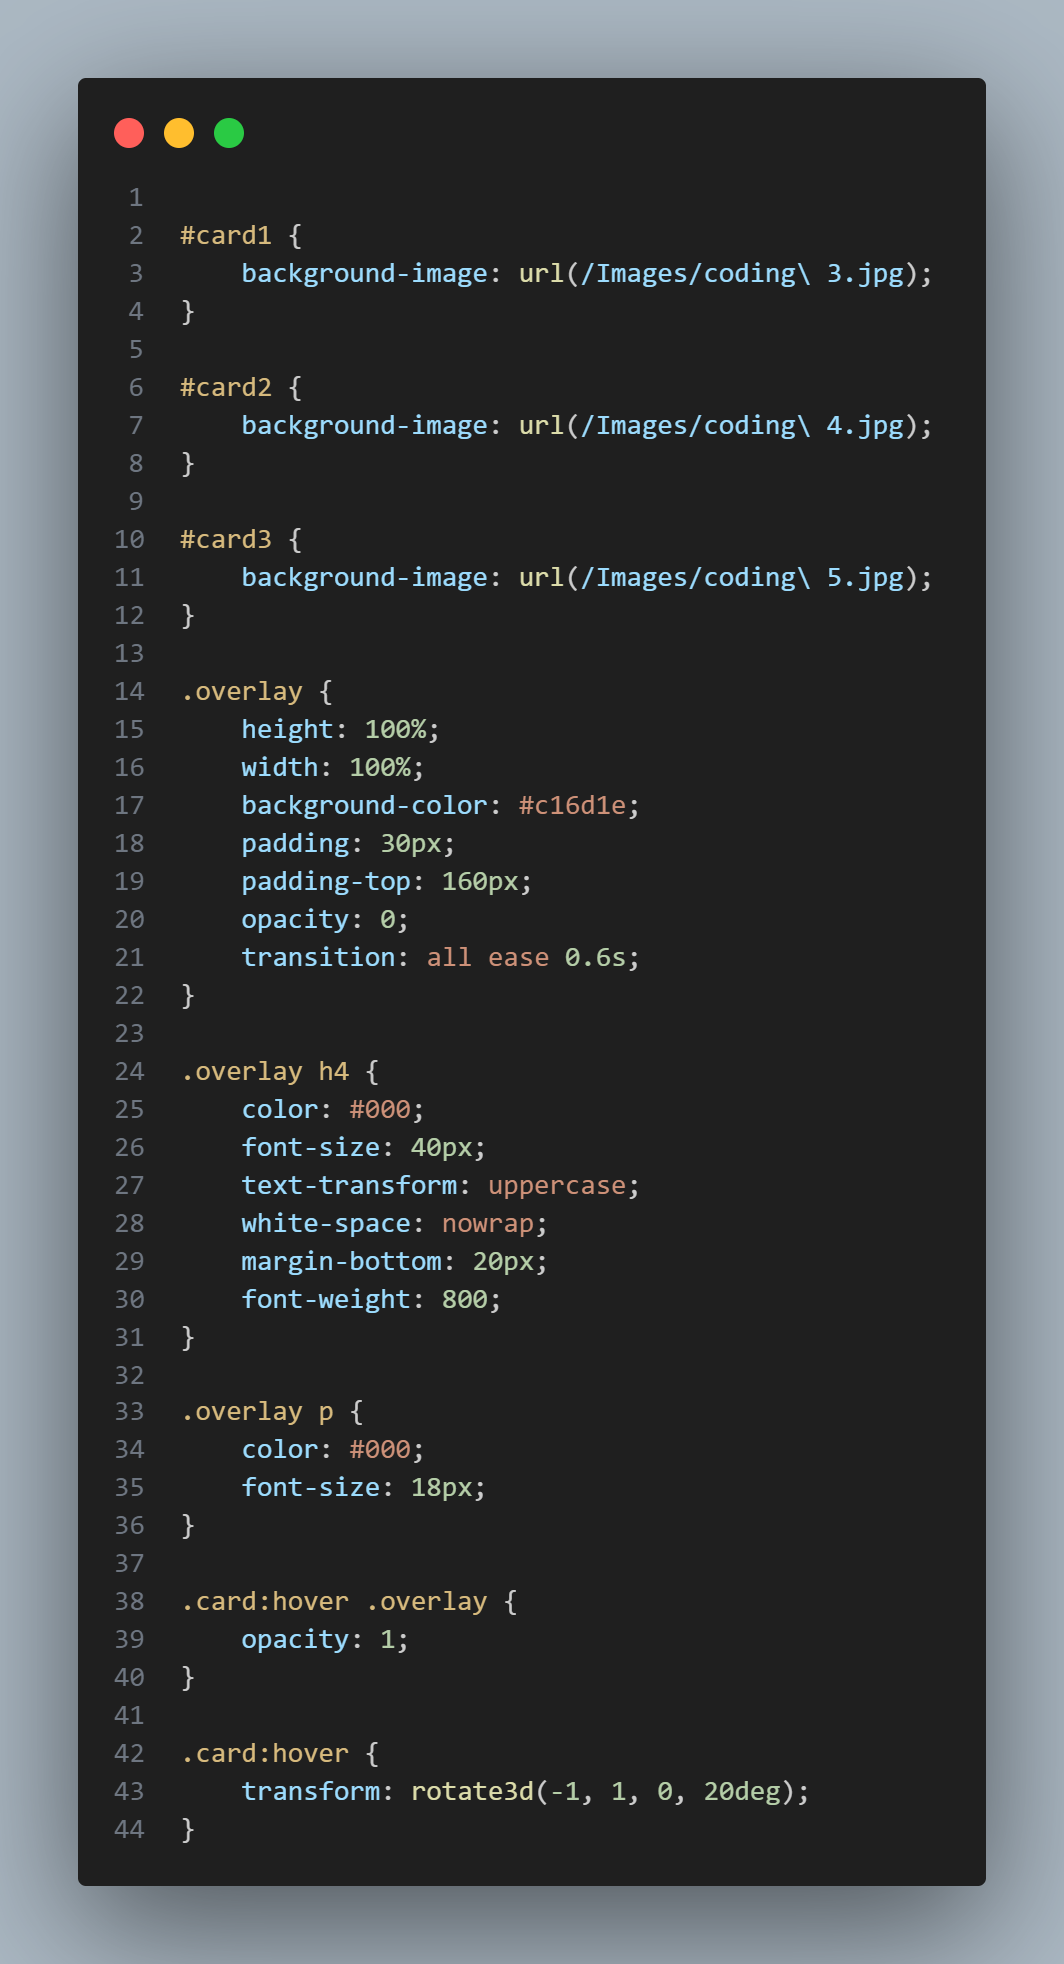 1
2 #card1 {
3     background-image: url(/Images/coding\ 3.jpg);
4 }
5
6 #card2 {
7     background-image: url(/Images/coding\ 4.jpg);
8 }
9
10 #card3 {
11     background-image: url(/Images/coding\ 5.jpg);
12 }
13
14 .overlay {
15     height: 100%;
16     width: 100%;
17     background-color: #c16d1e;
18     padding: 30px;
19     padding-top: 160px;
20     opacity: 0;
21     transition: all ease 0.6s;
22 }
23
24 .overlay h4 {
25     color: #000;
26     font-size: 40px;
27     text-transform: uppercase;
28     white-space: nowrap;
29     margin-bottom: 20px;
30     font-weight: 800;
31 }
32
33 .overlay p {
34     color: #000;
35     font-size: 18px;
36 }
37
38 .card:hover .overlay {
39     opacity: 1;
40 }
41
42 .card:hover {
43     transform: rotate3d(-1, 1, 0, 20deg);
44 }